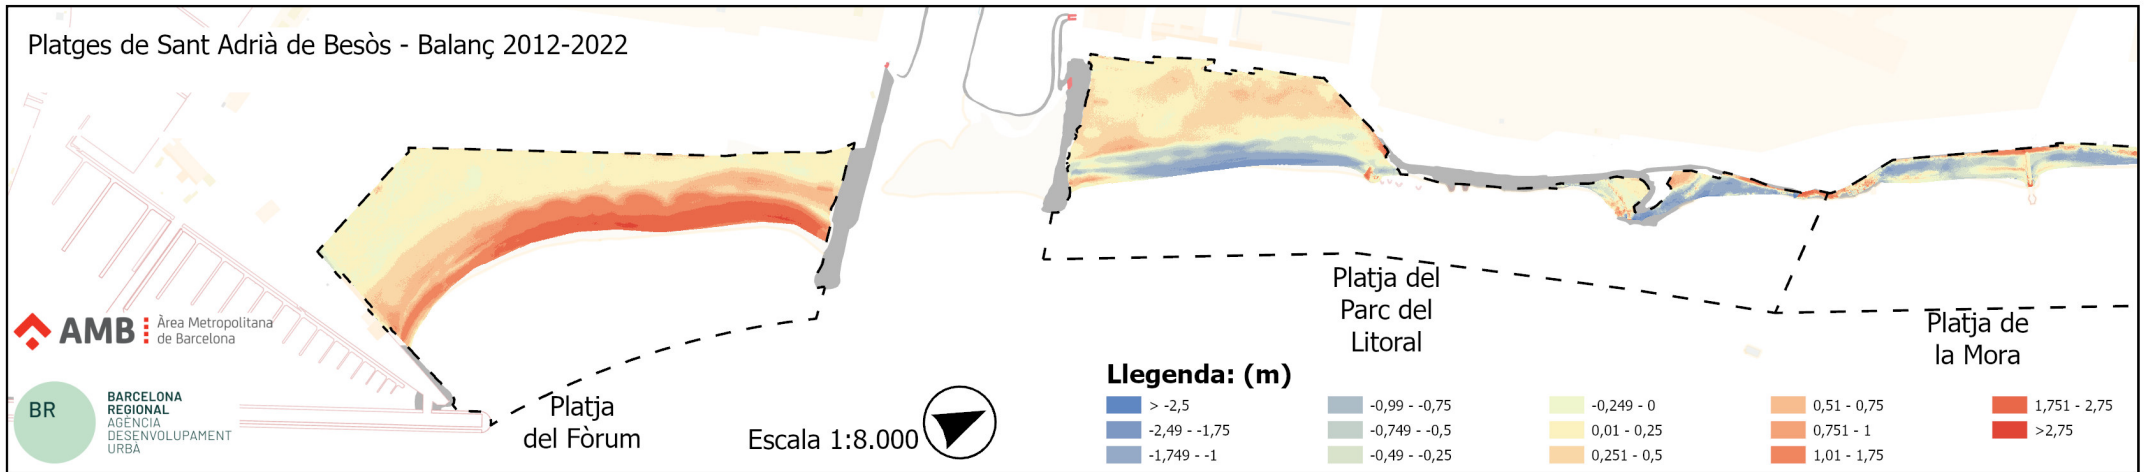 Platges de Sant Adrià de Besòs - Balanç 2012-2022
AMB
Àrea Metropolitana
de Barcelona
BR
BARCELONA
REGIONAL
AGÈNCIA
DESENVOLUPAMENT
URBÀ
Platja
del Fòrum
Escala 1:8.000
Platja del
Parc del
Litoral
Platja de
la Mora
Llegenda: (m)
> -2,5
-2,49 - -1,75
-1,749 - -1
-0,99 - -0,75
-0,749 - -0,5
-0,49 - -0,25
-0,249 - 0
0,01 - 0,25
0,251 - 0,5
0,51 - 0,75
0,751 - 1
1,01 - 1,75
1,751 - 2,75
>2,75